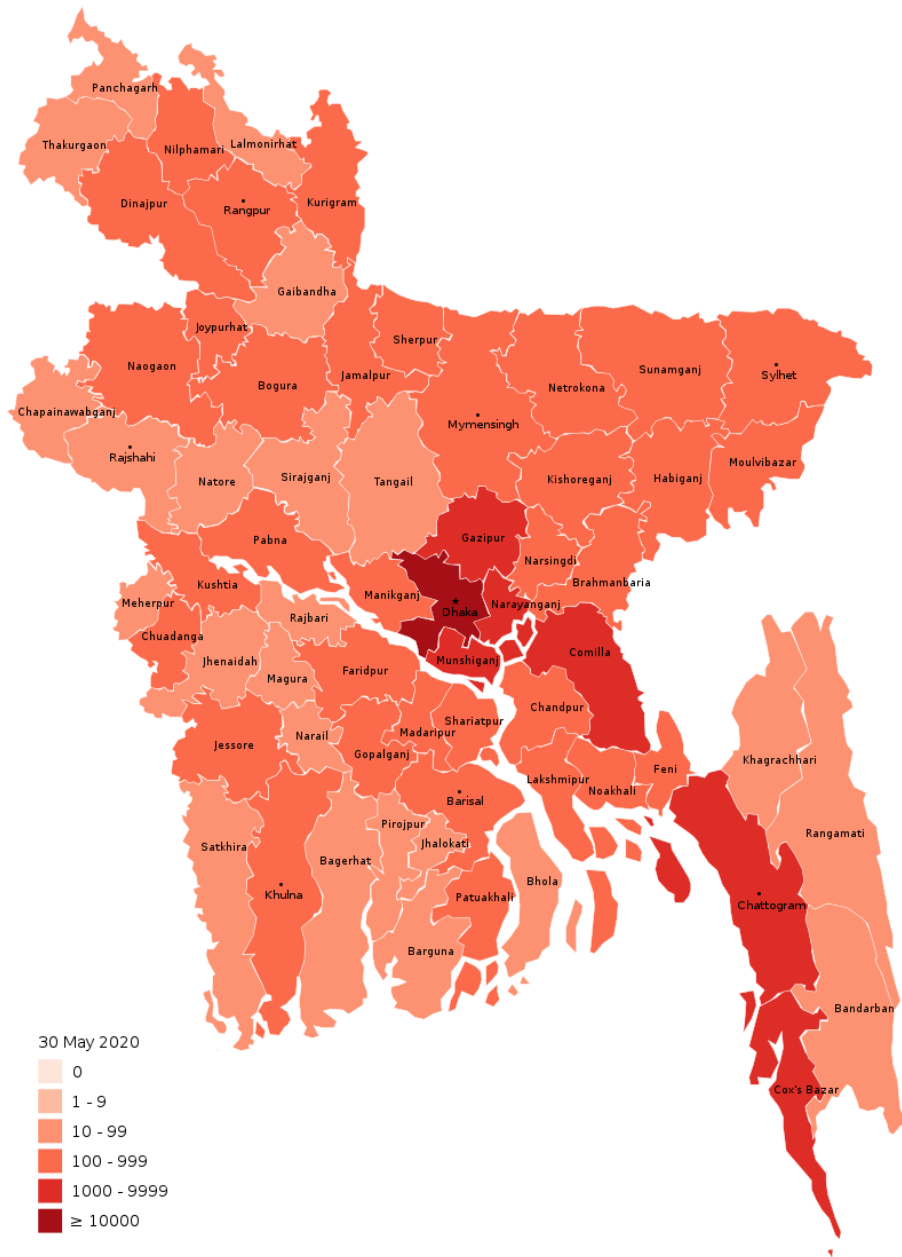 Panchagarh
Thakurgaon
Nilphamari
Lalmonirhat
Dinajpur
Rangpur
Kurigram
Gaibandha
Joypurhat
Sherpur
Naogaon
Bogura
Jamalpur
Netrokona
Sunamganj
Sylhet
Chapainawabganj
Mymensingh
Rajshahi
Natore
Sirajganj
Tangail
Kishoreganj
Habiganj
Moulvibazar
Pabna
Gazipur
Narsingdi
Kushtia
Manikganj
Brahmanbaria
Meherpur
Rajbari
Dhaka
Narayanganj
Chuadanga
Jhenaidah
Magura
Faridpur
Munshiganj
Comilla
Jessore
Narail
Gopalganj
Madaripur
Shariatpur
Chandpur
Lakshmipur
Noakhali
Feni
Khagrachhari
Barisal
Satkhira
Bagerhat
Pirojpur
Jhalokati
Rangamati
Khulna
Patuakhali
Bhola
Chattogram
Barguna
Bandarban
Cox's Bazar
30 May 2020
0
1 - 9
10 - 99
100 - 999
1000 - 9999
≥ 10000